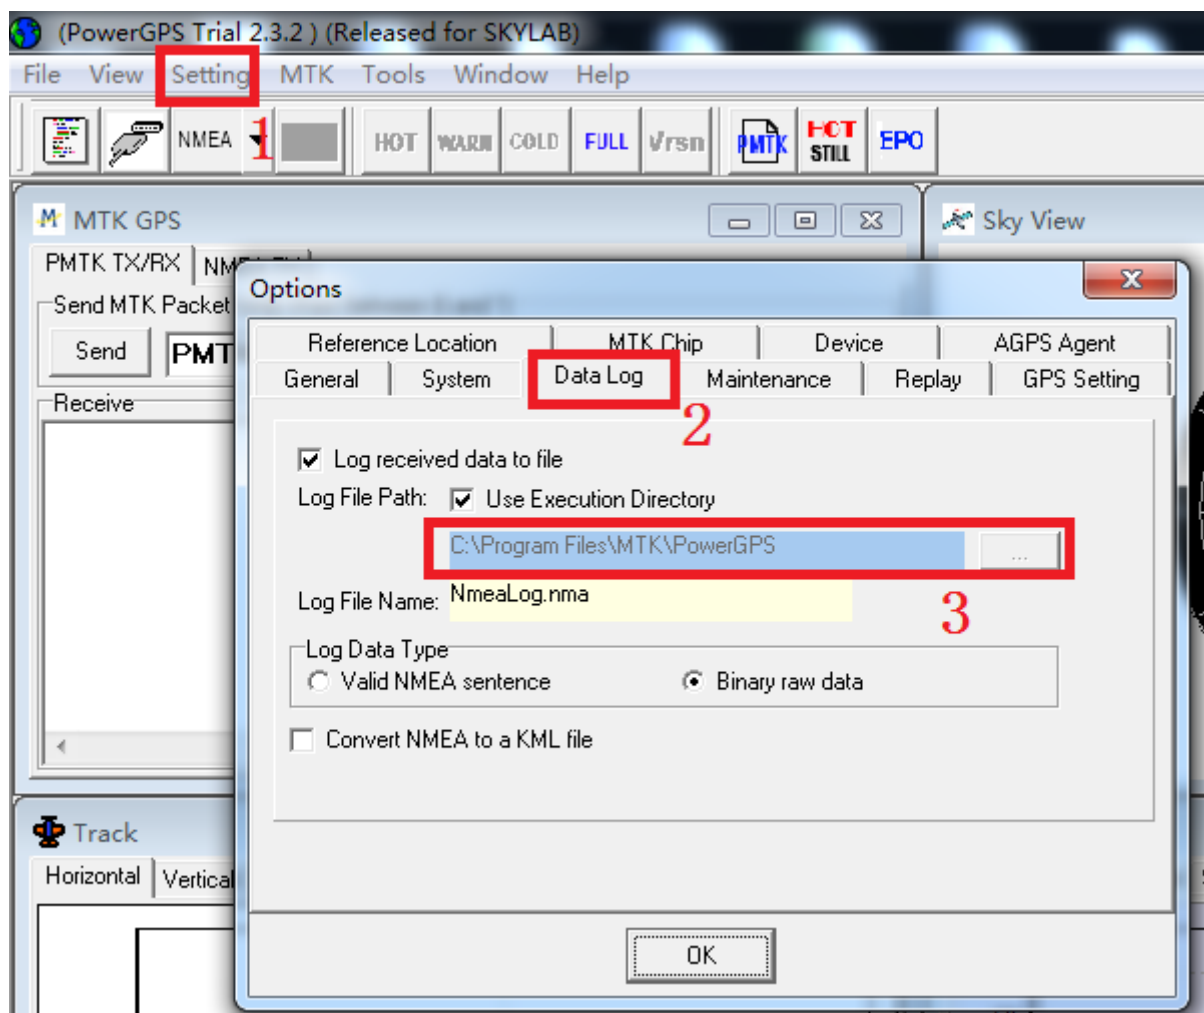 (PowerGPS Trial 2.3.2 ) (Released for SKYLAB)
File View Setting MTK Tools Window Help
NMEA 1 HOT WARM COLD FULL Vrsn PMTK HOT STILL EPO
MTK GPS
Sky View
PMTK TX/RX
Options
Send MTK Packet
Send PMT
Reference Location MTK Chip Device AGPS Agent
General System Data Log Maintenance Replay GPS Setting
2
Receive
Log received data to file
Log File Path: Use Execution Directory
C:\Program Files\MTK\PowerGPS ...
Log File Name: NmeaLog.nma
3
Log Data Type
Valid NMEA sentence Binary raw data
Convert NMEA to a KML file
Track
Horizontal Vertical
OK